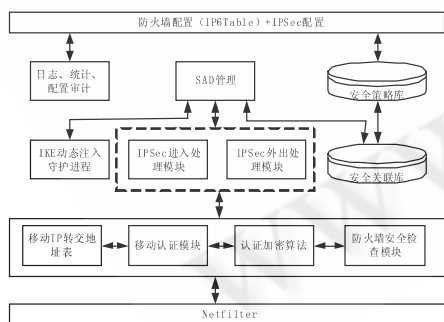 防火墙配置（IP6Table）+IPSec配置
日志、统计、
配置审计
SAD管理
安全策略库
IKE动态注入
守护进程
IPSec进入处
理模块
IPSec外出处
理模块
安全关联库
移动IP转交地
址表
移动认证模块
认证加密算法
防火墙安全检
查模块
Netfilter